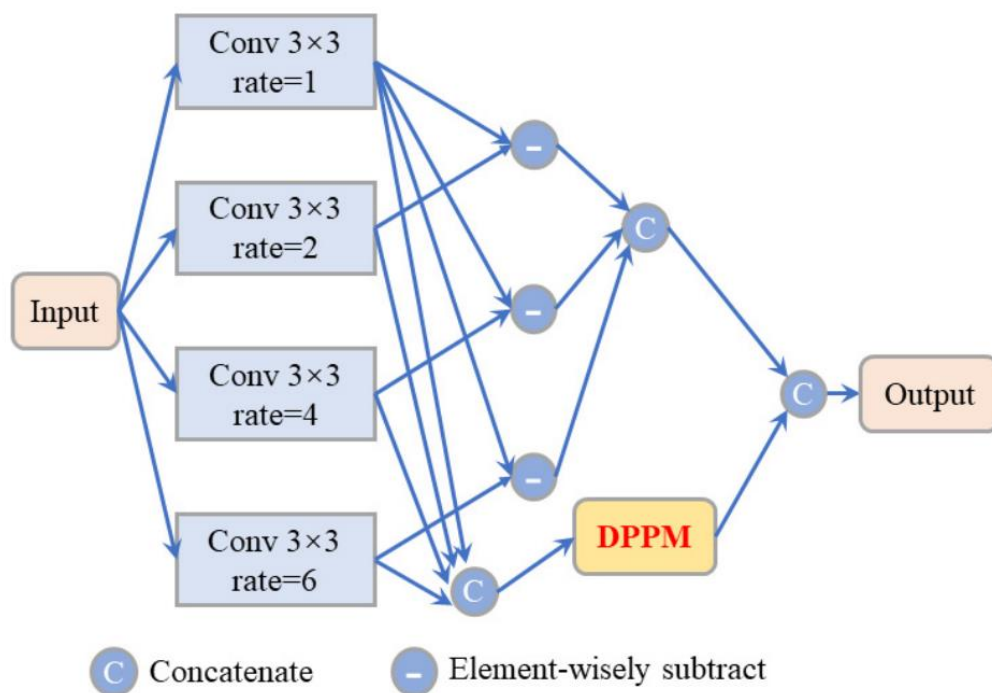 Conv 3×3
rate=1
Conv 3×3
rate=2
Input
Conv 3×3
rate=4
Conv 3×3
rate=6
-
-
-
C
C
DPPM
C
Output
C Concatenate
- Element-wisely subtract